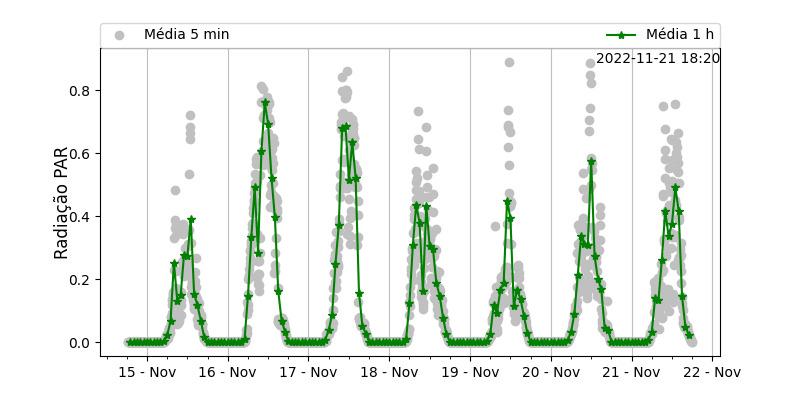 Média 5 min
Média 1 h
2022-11-21 18:20
Radiação PAR
0.8
0.6
0.4
0.2
0.0
15 - Nov
16 - Nov
17 - Nov
18 - Nov
19 - Nov
20 - Nov
21 - Nov
22 - Nov